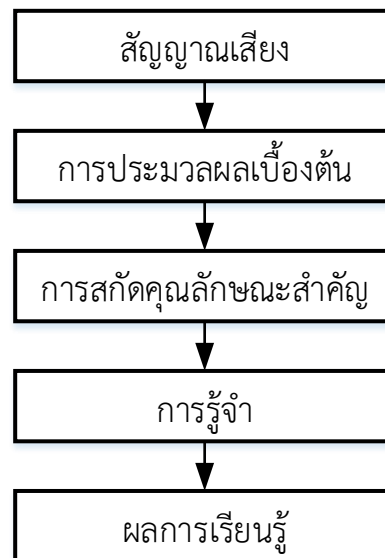 สัญญาณเสียง
การประมวลผลเบื้องต้น
การสกัดคุณลักษณะสำคัญ
การรู้จำ
ผลการเรียนรู้